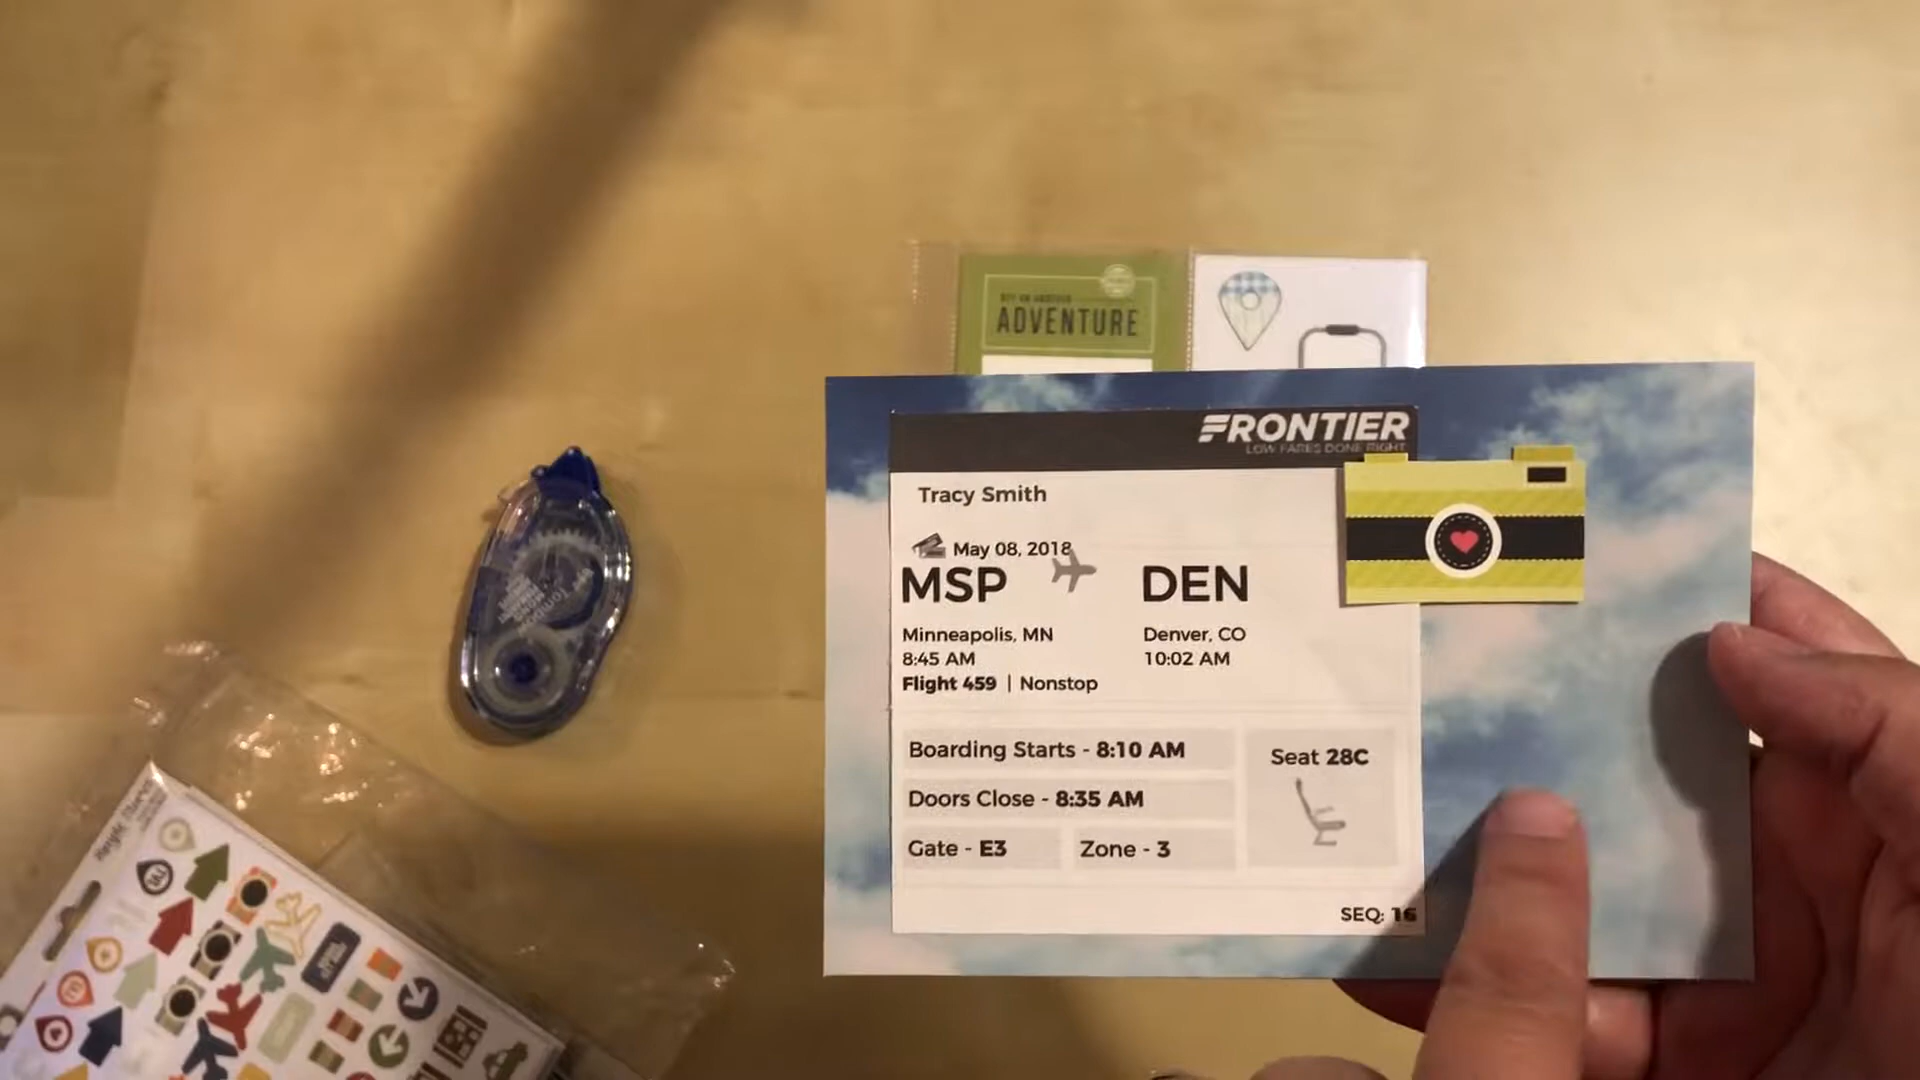 ADVENTURE
FRONTIER
LOW FARES DONE RIGHT
Tracy Smith
May 08, 2018
MSP DEN
Minneapolis, MN Denver, CO
8:45 AM 10:02 AM
Flight 459 | Nonstop
Boarding Starts - 8:10 AM
Seat 28C
Doors Close - 8:35 AM
Gate - E3 Zone - 3
SEQ: 16